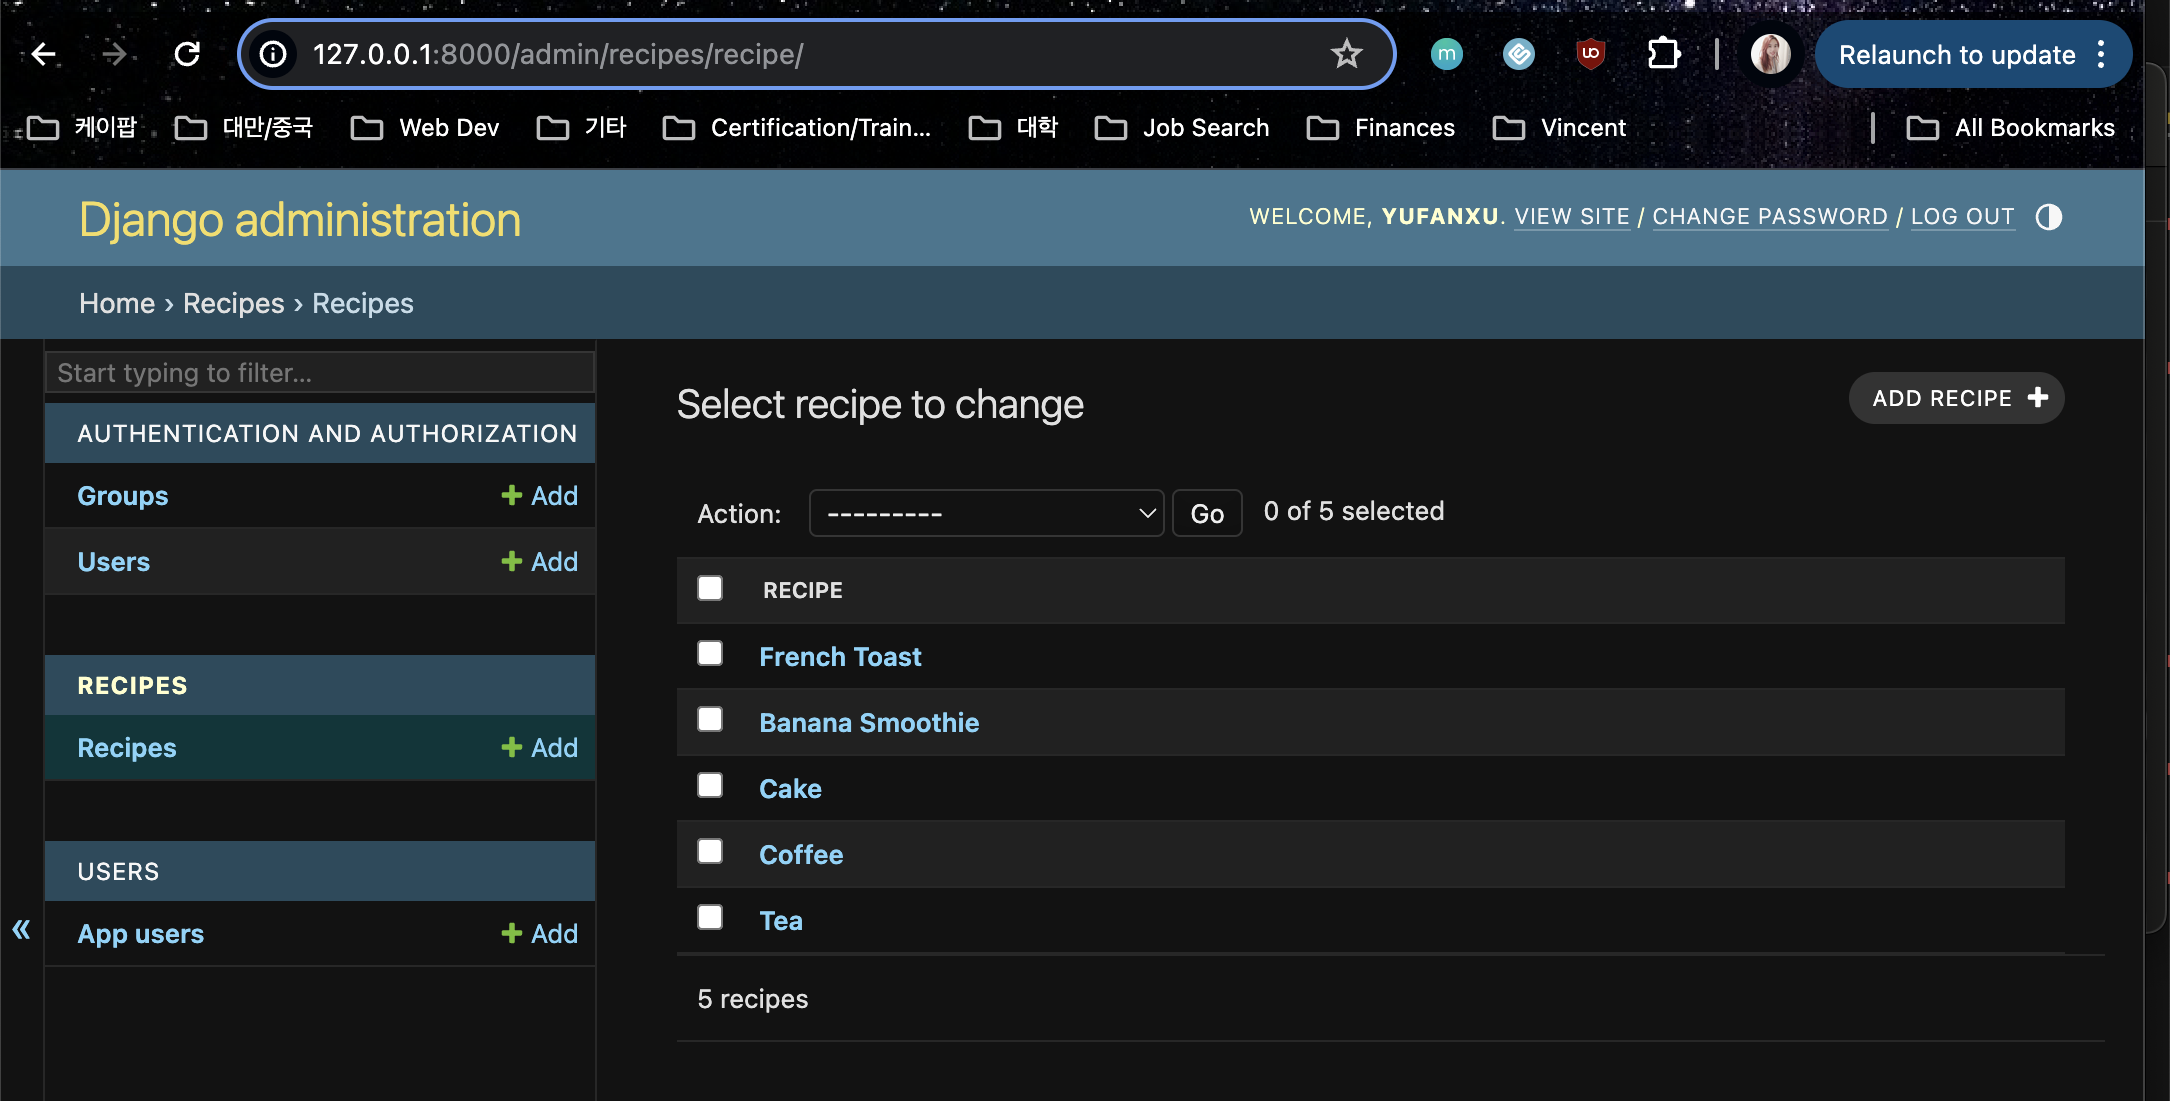 127.0.0.1:8000/admin/recipes/recipe/
m
uo
Relaunch to update
케이팝
대만/중국
Web Dev
기타
Certification/Train...
대학
Job Search
Finances
Vincent
All Bookmarks
Django administration
WELCOME, YUFANXU. VIEW SITE / CHANGE PASSWORD / LOG OUT
Home › Recipes › Recipes
Start typing to filter...
AUTHENTICATION AND AUTHORIZATION
Groups
+ Add
Users
+ Add
RECIPES
Recipes
+ Add
USERS
App users
+ Add
«
Select recipe to change
ADD RECIPE +
Action: --------- Go 0 of 5 selected
RECIPE
French Toast
Banana Smoothie
Cake
Coffee
Tea
5 recipes